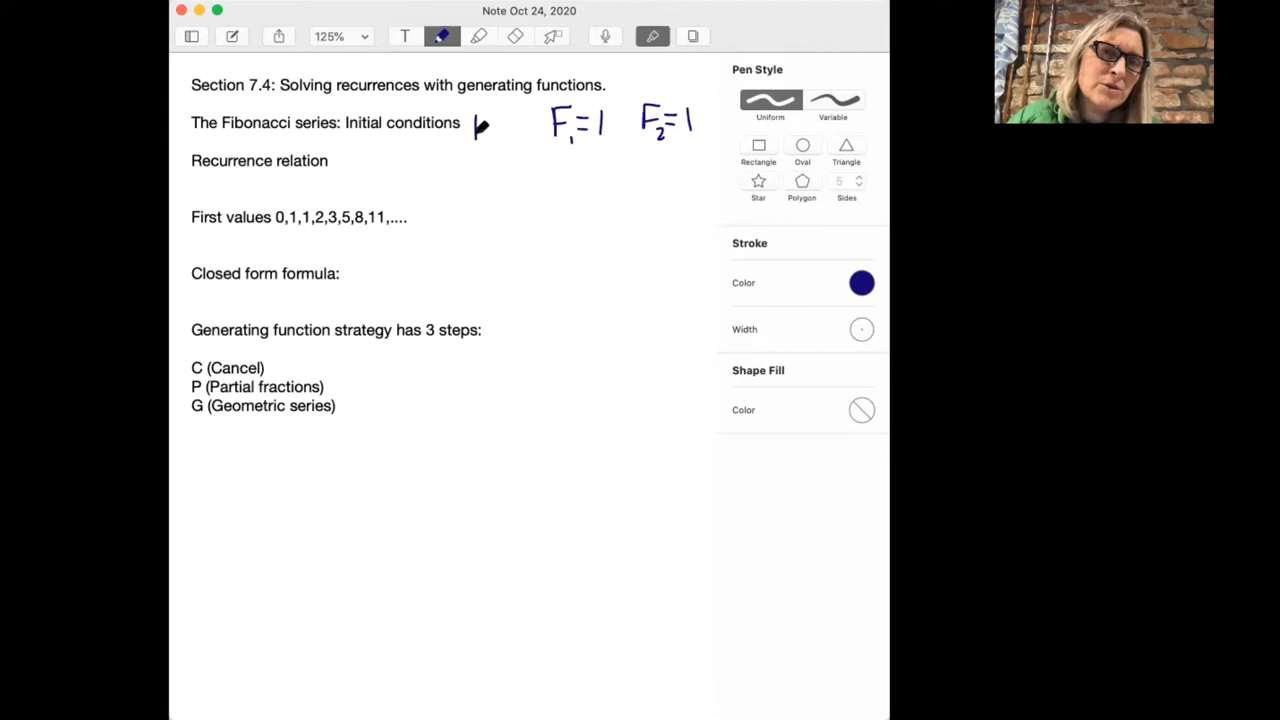 Note Oct 24, 2020
125%
T
Section 7.4: Solving recurrences with generating functions.
The Fibonacci series: Initial conditions F₁=1 F₂=1
Recurrence relation
First values 0,1,1,2,3,5,8,11,....
Closed form formula:
Generating function strategy has 3 steps:
C (Cancel)
P (Partial fractions)
G (Geometric series)
Pen Style
Uniform Variable
Rectangle Oval Triangle
5
Star Polygon Sides
Stroke
Color
Width
Shape Fill
Color